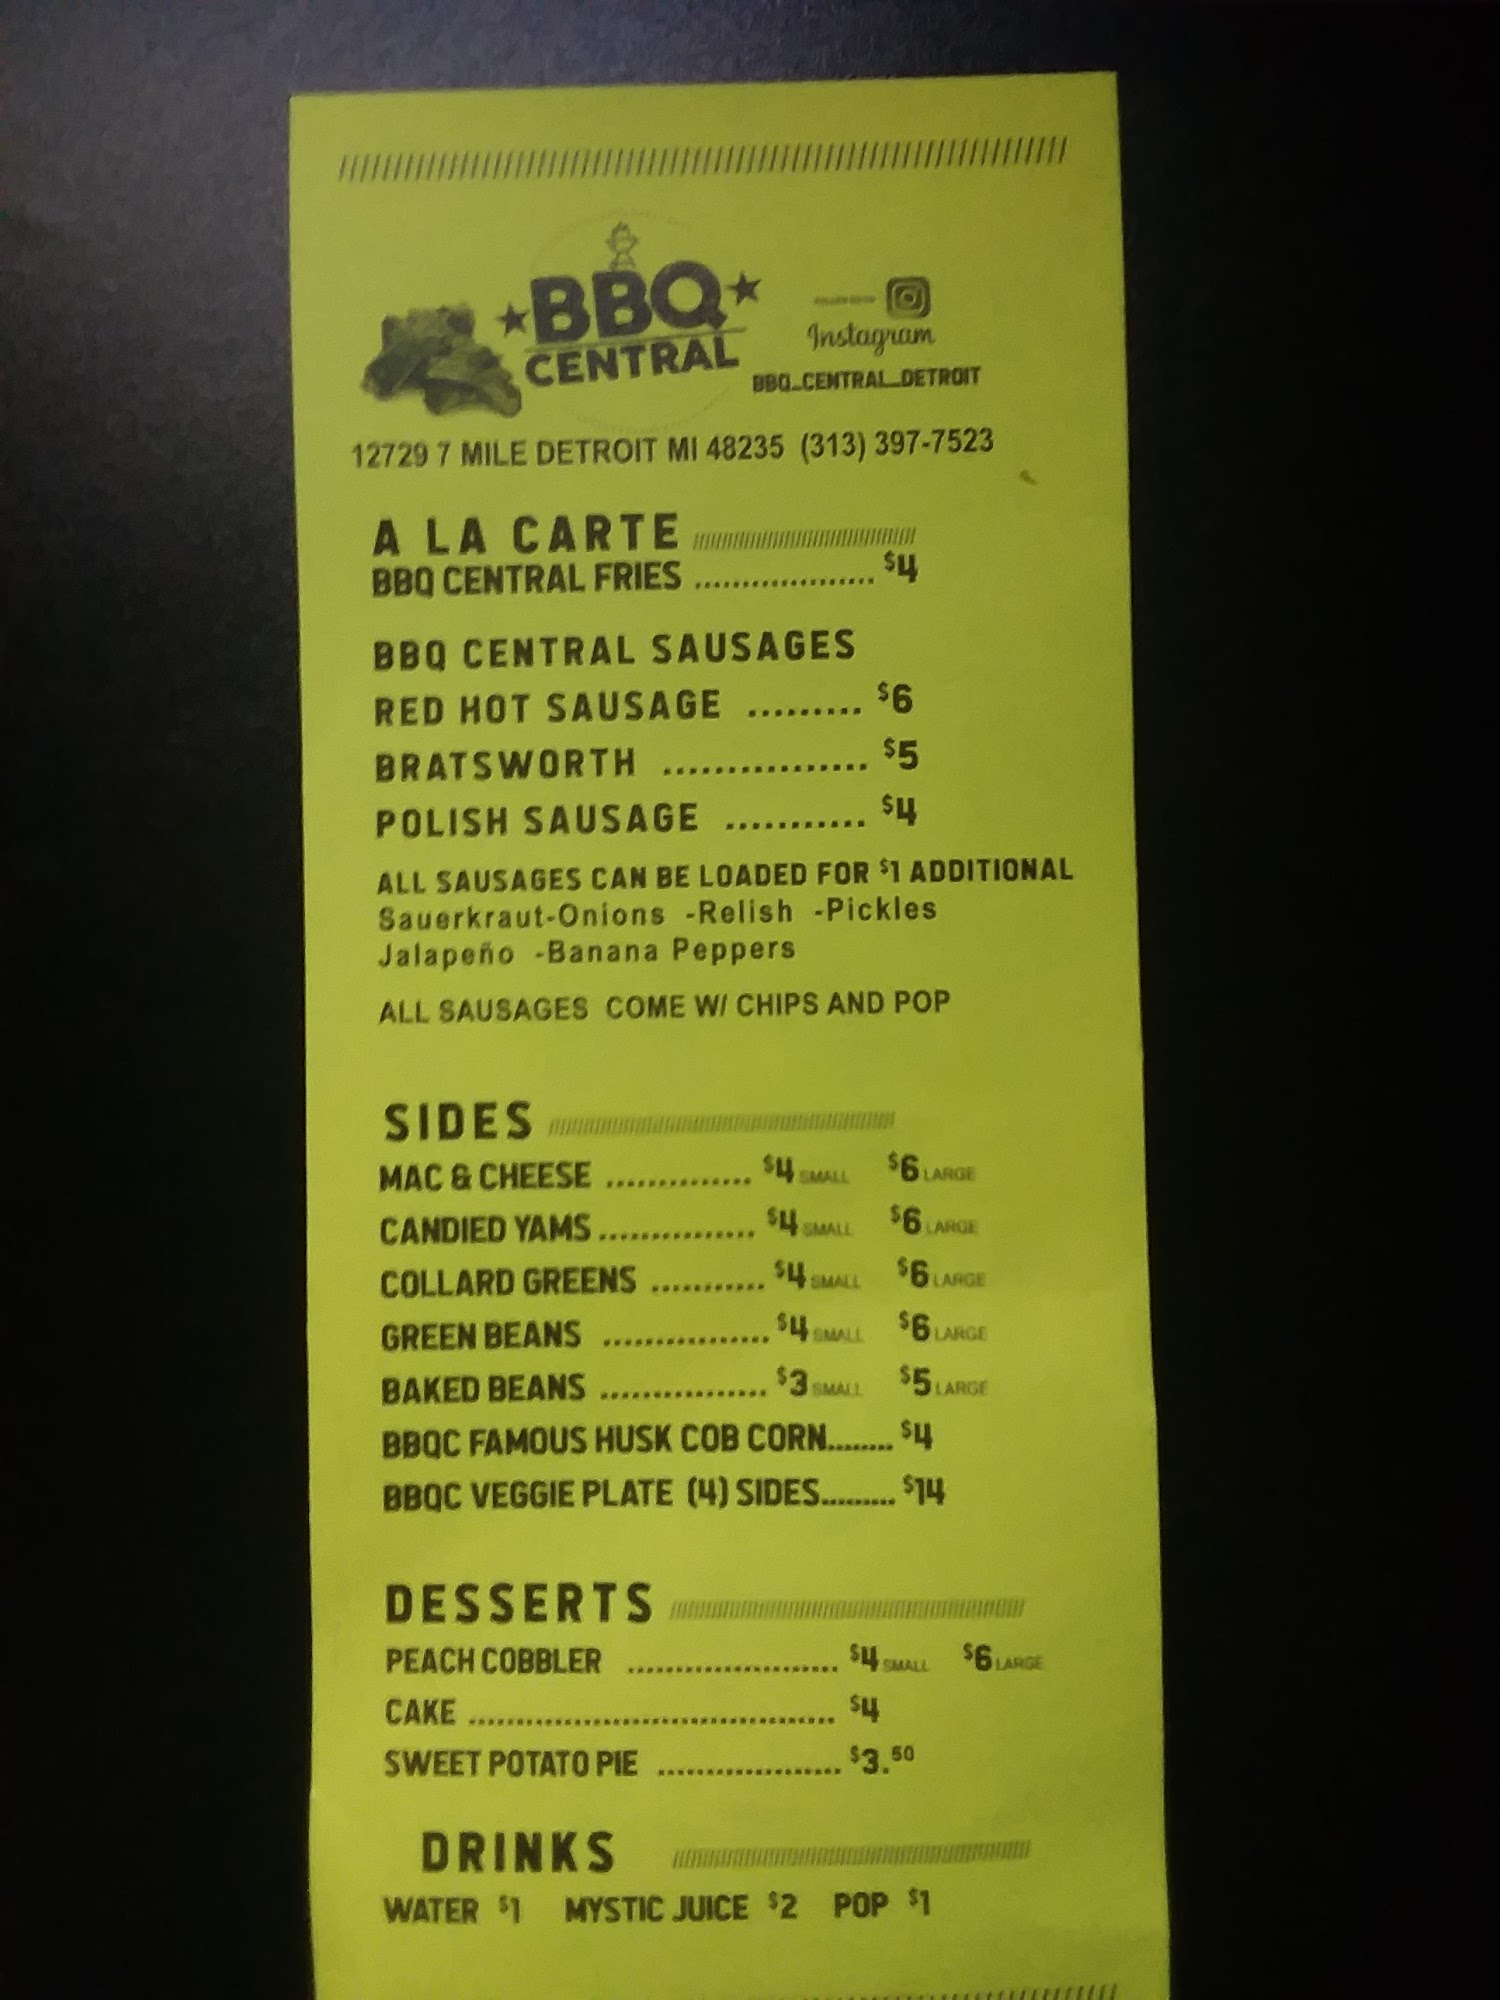 BBQ
CENTRAL
Instagram
BBQ_CENTRAL_DETROIT
12729 7 MILE DETROIT MI 48235 (313) 397-7523
A LA CARTE
BBQ CENTRAL FRIES ................... $4
BBQ CENTRAL SAUSAGES
RED HOT SAUSAGE ......... $6
BRATSWORTH ................ $5
POLISH SAUSAGE ........... $4
ALL SAUSAGES CAN BE LOADED FOR $1 ADDITIONAL
Sauerkraut-Onions -Relish -Pickles
Jalapeño -Banana Peppers
ALL SAUSAGES COME W/ CHIPS AND POP
SIDES
MAC & CHEESE .............. $4 SMALL $6 LARGE
CANDIED YAMS ............... $4 SMALL $6 LARGE
COLLARD GREENS ........... $4 SMALL $6 LARGE
GREEN BEANS ................ $4 SMALL $6 LARGE
BAKED BEANS ................ $3 SMALL $5 LARGE
BBQC FAMOUS HUSK COB CORN........ $4
BBQC VEGGIE PLATE (4) SIDES......... $14
DESSERTS
PEACH COBBLER ...................... $4 SMALL $6 LARGE
CAKE ...................................... $4
SWEET POTATO PIE ................... $3.50
DRINKS
WATER $1 MYSTIC JUICE $2 POP $1